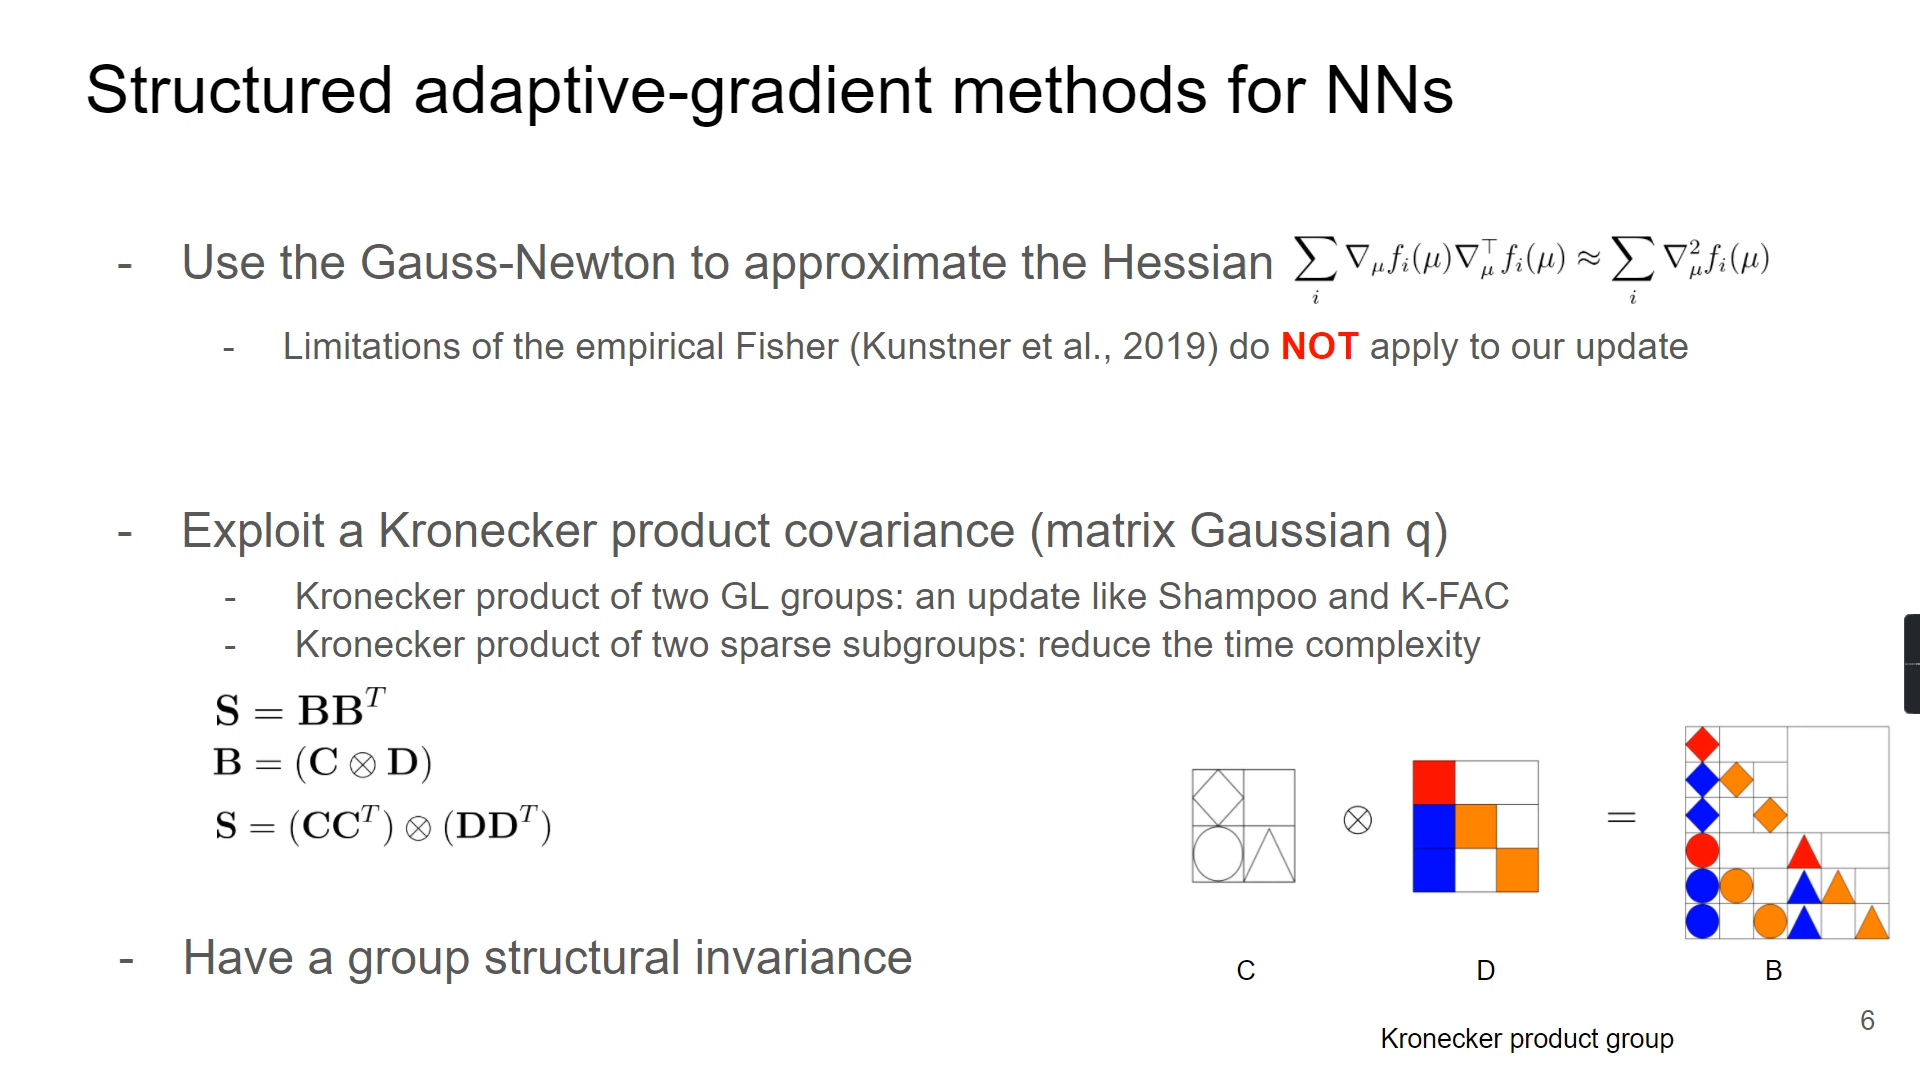 Structured adaptive-gradient methods for NNs
- Use the Gauss-Newton to approximate the Hessian ∑_i ∇_μ f_i(μ)∇_μ^⊤ f_i(μ) ≈ ∑_i ∇_μ^2 f_i(μ)
- Limitations of the empirical Fisher (Kunstner et al., 2019) do NOT apply to our update
- Exploit a Kronecker product covariance (matrix Gaussian q)
- Kronecker product of two GL groups: an update like Shampoo and K-FAC
- Kronecker product of two sparse subgroups: reduce the time complexity
S = BB^T
B = (C ⊗ D)
S = (CC^T) ⊗ (DD^T)
⊗ =
- Have a group structural invariance
C D B
Kronecker product group
6